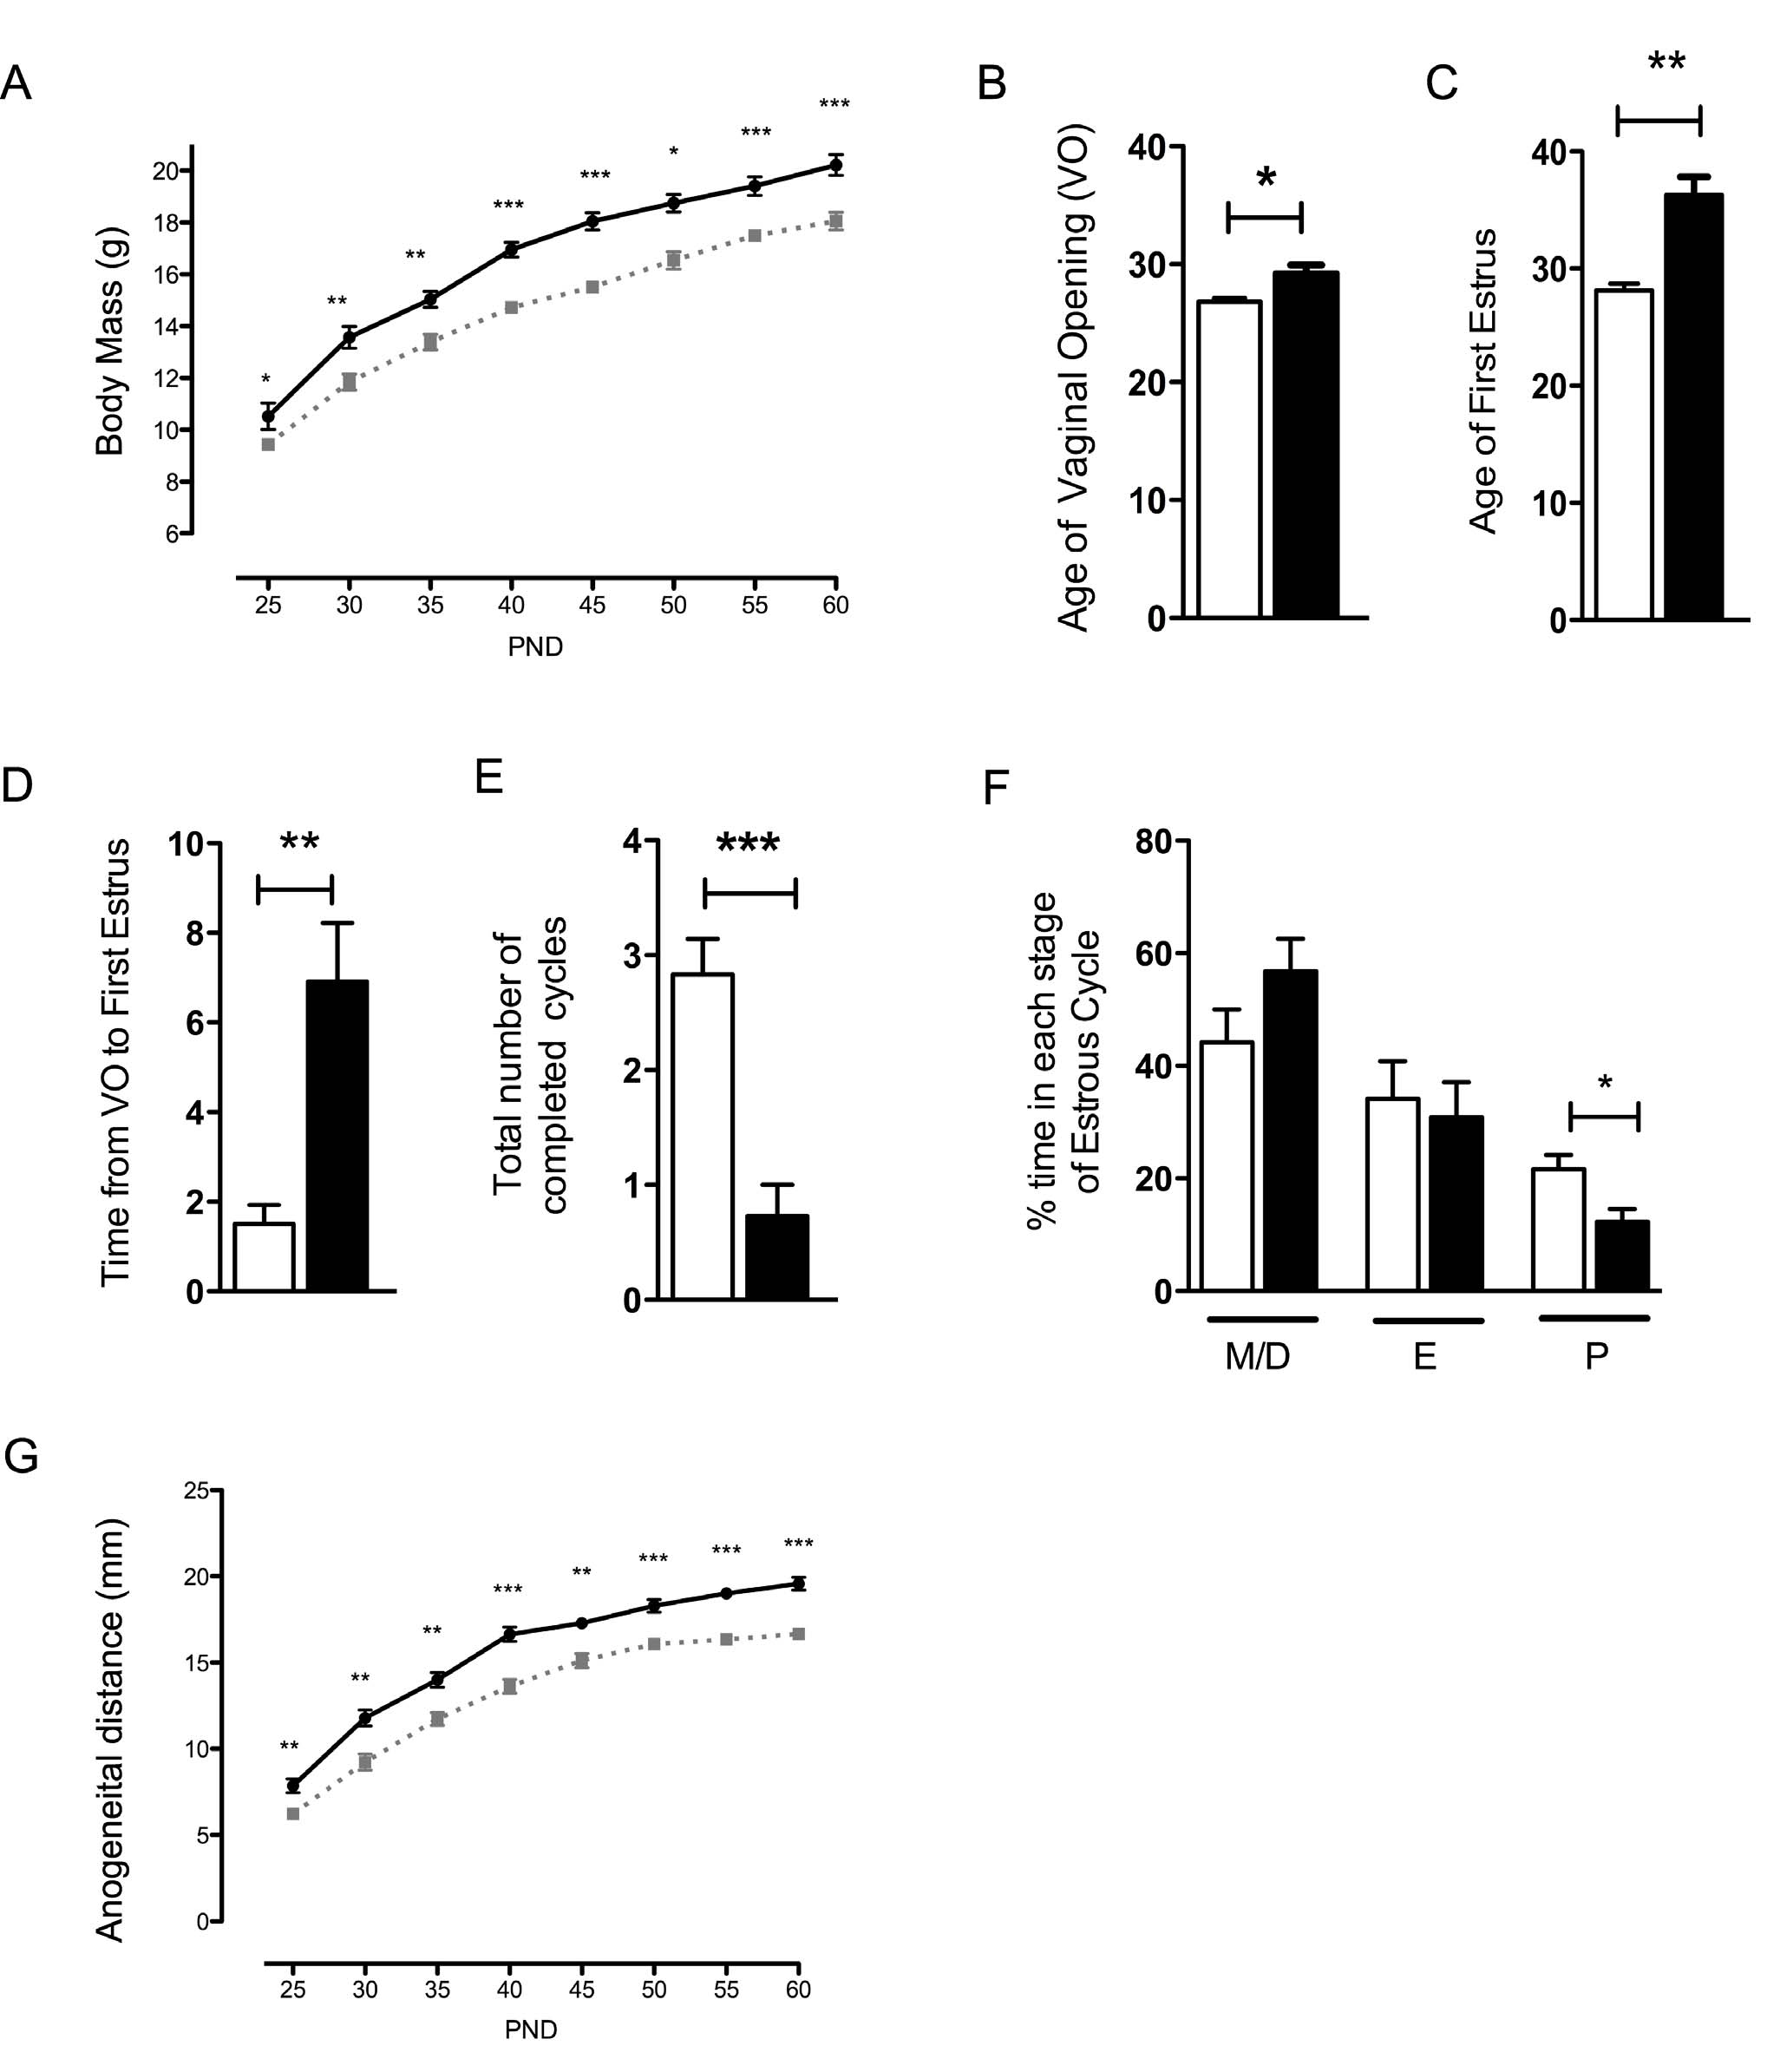 A
Body Mass (g)
***
***
*
***
***
**
**
*
20
18
16
14
12
10
8
6
25 30 35 40 45 50 55 60
PND
B
Age of Vaginal Opening (VO)
*
40
30
20
10
0
C
Age of First Estrus
**
40
30
20
10
0
D
Time from VO to First Estrus
**
10
8
6
4
2
0
E
Total number of
completed cycles
***
4
3
2
1
0
F
% time in each stage
of Estrous Cycle
80
60
40
20
0
*
M/D E P
G
Anogeneital distance (mm)
25
20
15
10
5
0
** ** ** *** ** *** *** ***
25 30 35 40 45 50 55 60
PND